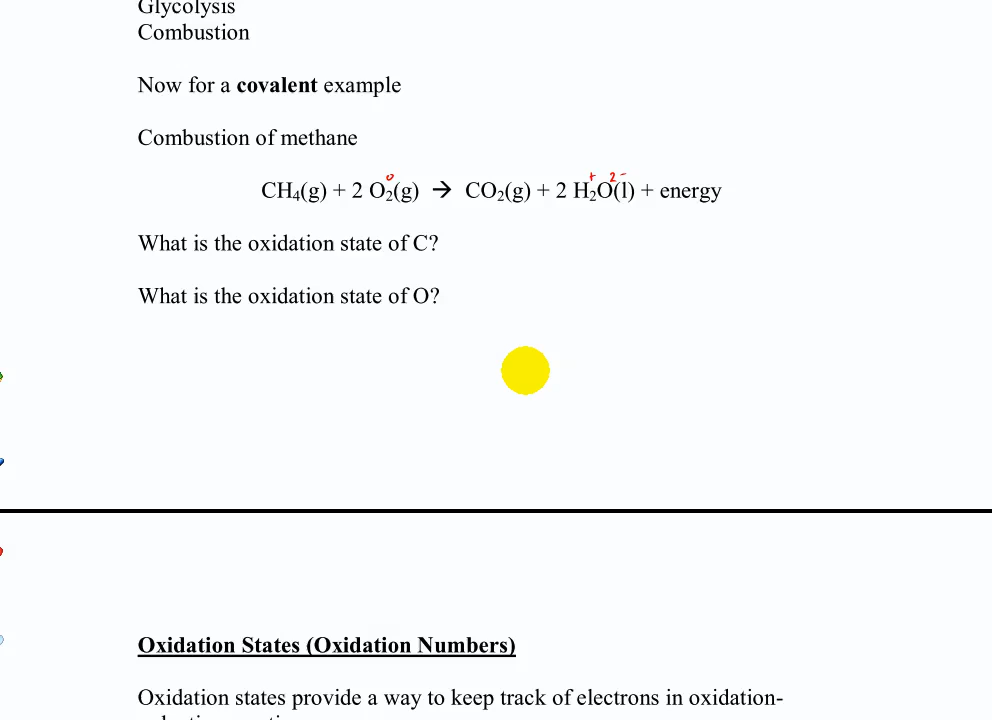 Glycolysis
Combustion
Now for a covalent example
Combustion of methane
0 + 2-
CH₄(g) + 2 O₂(g) → CO₂(g) + 2 H₂O(l) + energy
What is the oxidation state of C?
What is the oxidation state of O?
Oxidation States (Oxidation Numbers)
Oxidation states provide a way to keep track of electrons in oxidation-